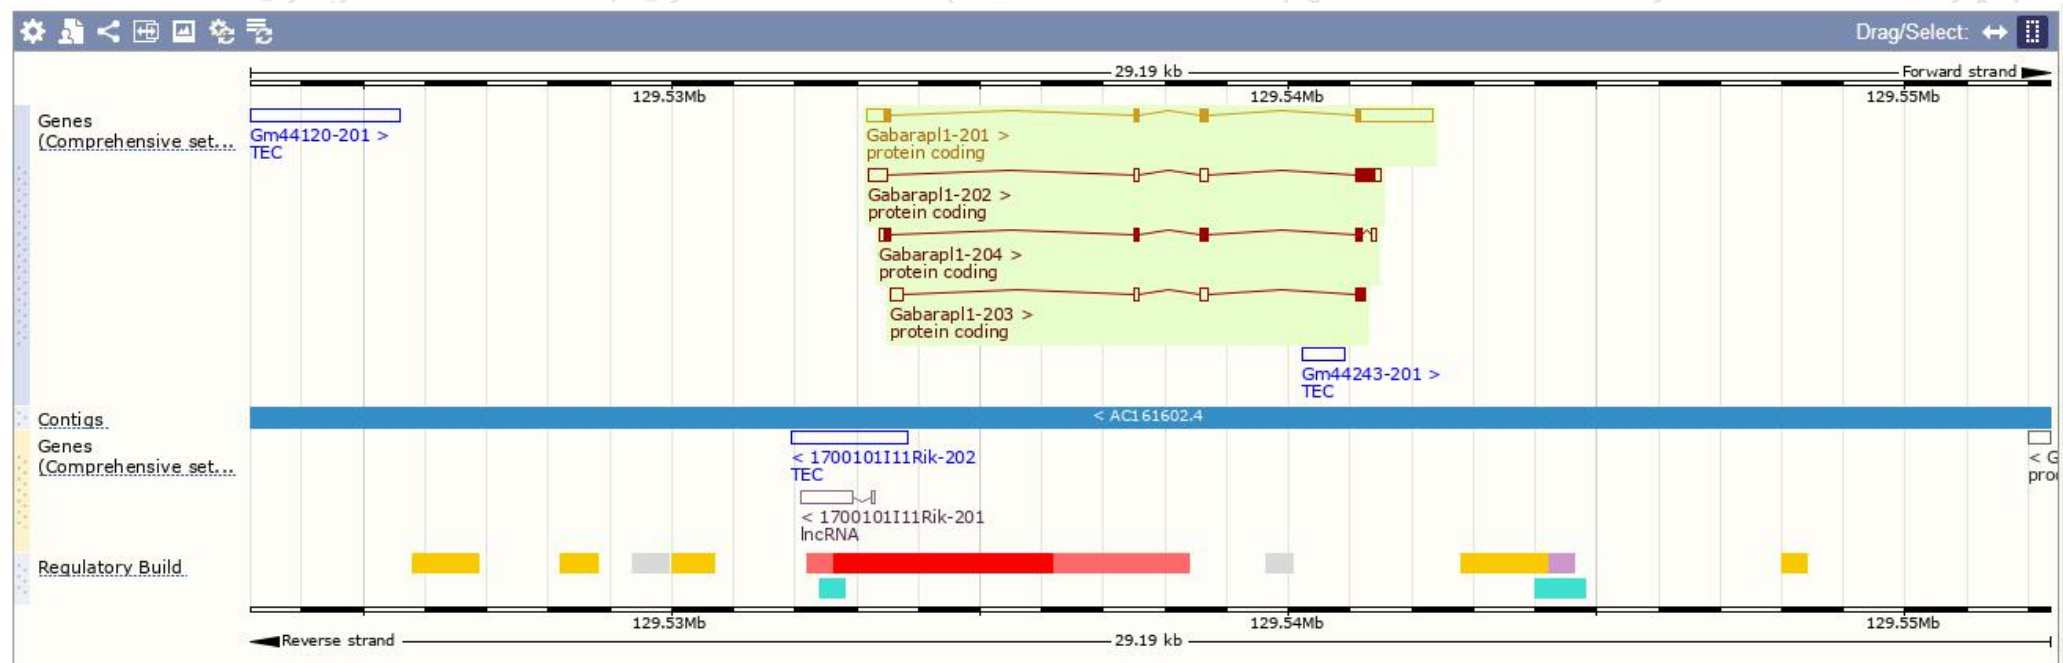 Drag/Select:
29.19 kb
Forward strand
129.53Mb
129.54Mb
129.55Mb
Genes
(Comprehensive set...
Gm44120-201 >
TEC
Gabarapl1-201 >
protein coding
Gabarapl1-202 >
protein coding
Gabarapl1-204 >
protein coding
Gabarapl1-203 >
protein coding
Gm44243-201 >
TEC
Contigs
< AC161602.4
Genes
(Comprehensive set...
< 1700101I11Rik-202
TEC
< G
pro
< 1700101I11Rik-201
lncRNA
Regulatory Build
129.53Mb
129.54Mb
129.55Mb
Reverse strand
29.19 kb